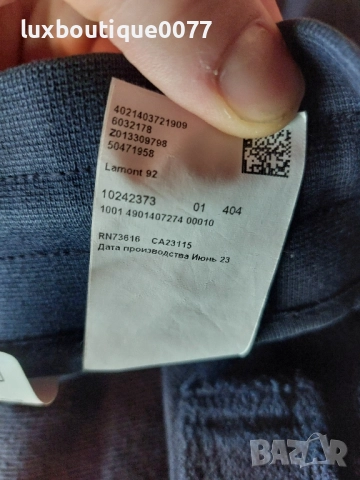 luxboutique0077
4021403721909
6032178
Z013309798
50471958
Lamont 92
10242373 01 404
1001 4901407274 00010
RN73616 CA23115
Дата производства Июнь 23
BAZAR